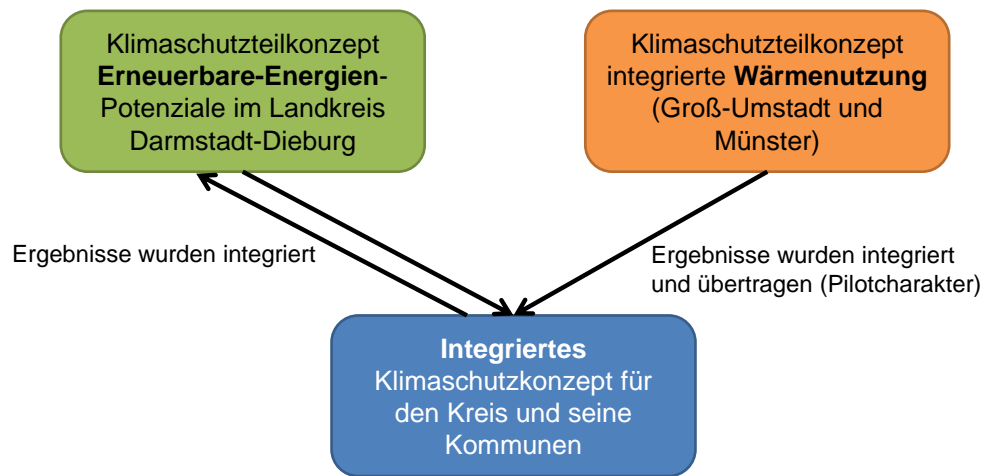 Klimaschutzteilkonzept
Erneuerbare-Energien-
Potenziale im Landkreis
Darmstadt-Dieburg
Klimaschutzteilkonzept
integrierte Wärmenutzung
(Groß-Umstadt und
Münster)
Ergebnisse wurden integriert
Ergebnisse wurden integriert
und übertragen (Pilotcharakter)
Integriertes
Klimaschutzkonzept für
den Kreis und seine
Kommunen